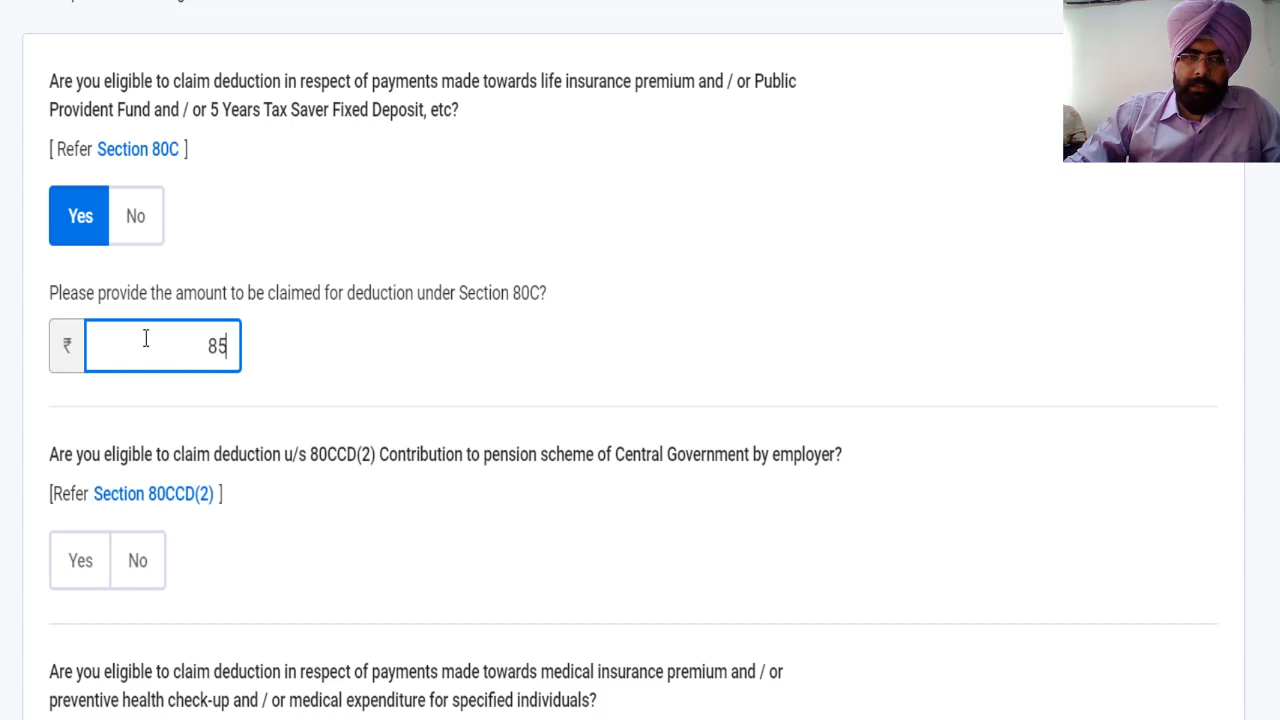 Are you eligible to claim deduction in respect of payments made towards life insurance premium and / or Public
Provident Fund and / or 5 Years Tax Saver Fixed Deposit, etc?
[ Refer Section 80C ]
Yes No
Please provide the amount to be claimed for deduction under Section 80C?
₹ 85
Are you eligible to claim deduction u/s 80CCD(2) Contribution to pension scheme of Central Government by employer?
[Refer Section 80CCD(2) ]
Yes No
Are you eligible to claim deduction in respect of payments made towards medical insurance premium and / or
preventive health check-up and / or medical expenditure for specified individuals?